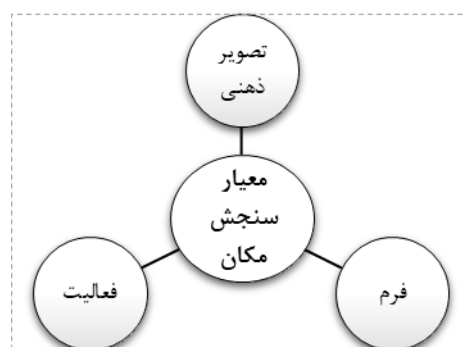 تصویر
ذهنی
معیار
سنجش
مکان
فرم
فعالیت